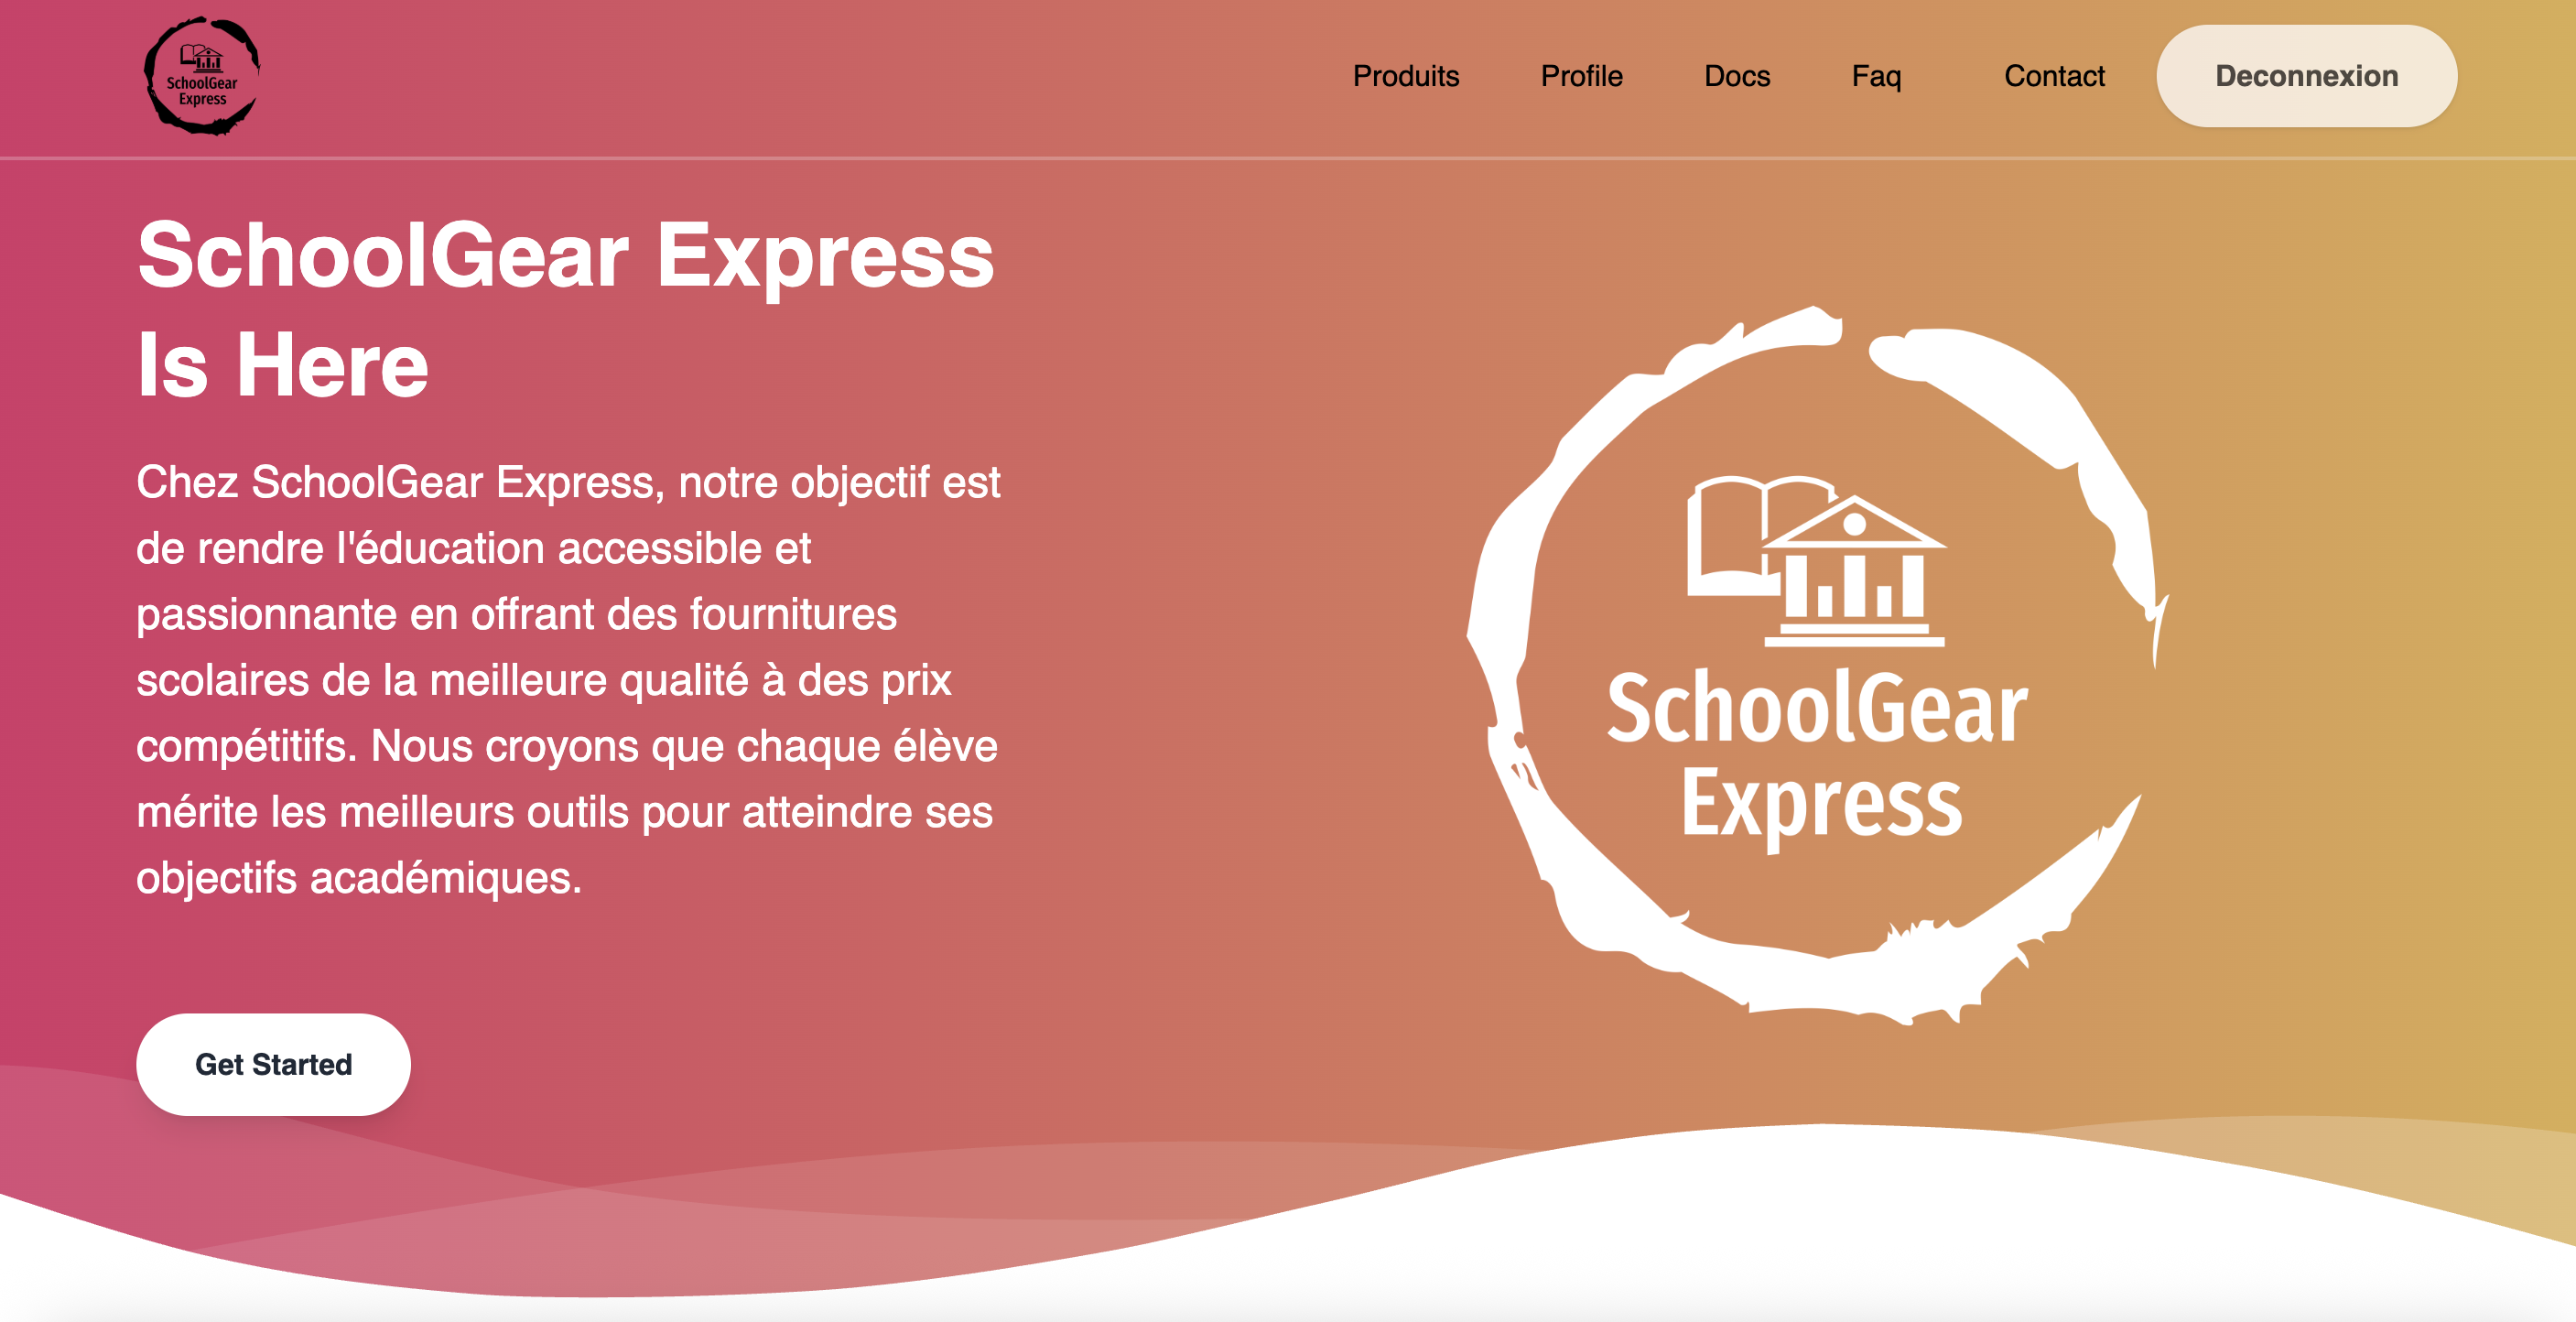 SchoolGear
Express
Produits
Profile
Docs
Faq
Contact
Deconnexion
SchoolGear Express
Is Here
Chez SchoolGear Express, notre objectif est
de rendre l'éducation accessible et
passionnante en offrant des fournitures
scolaires de la meilleure qualité à des prix
compétitifs. Nous croyons que chaque élève
mérite les meilleurs outils pour atteindre ses
objectifs académiques.
Get Started
SchoolGear
Express